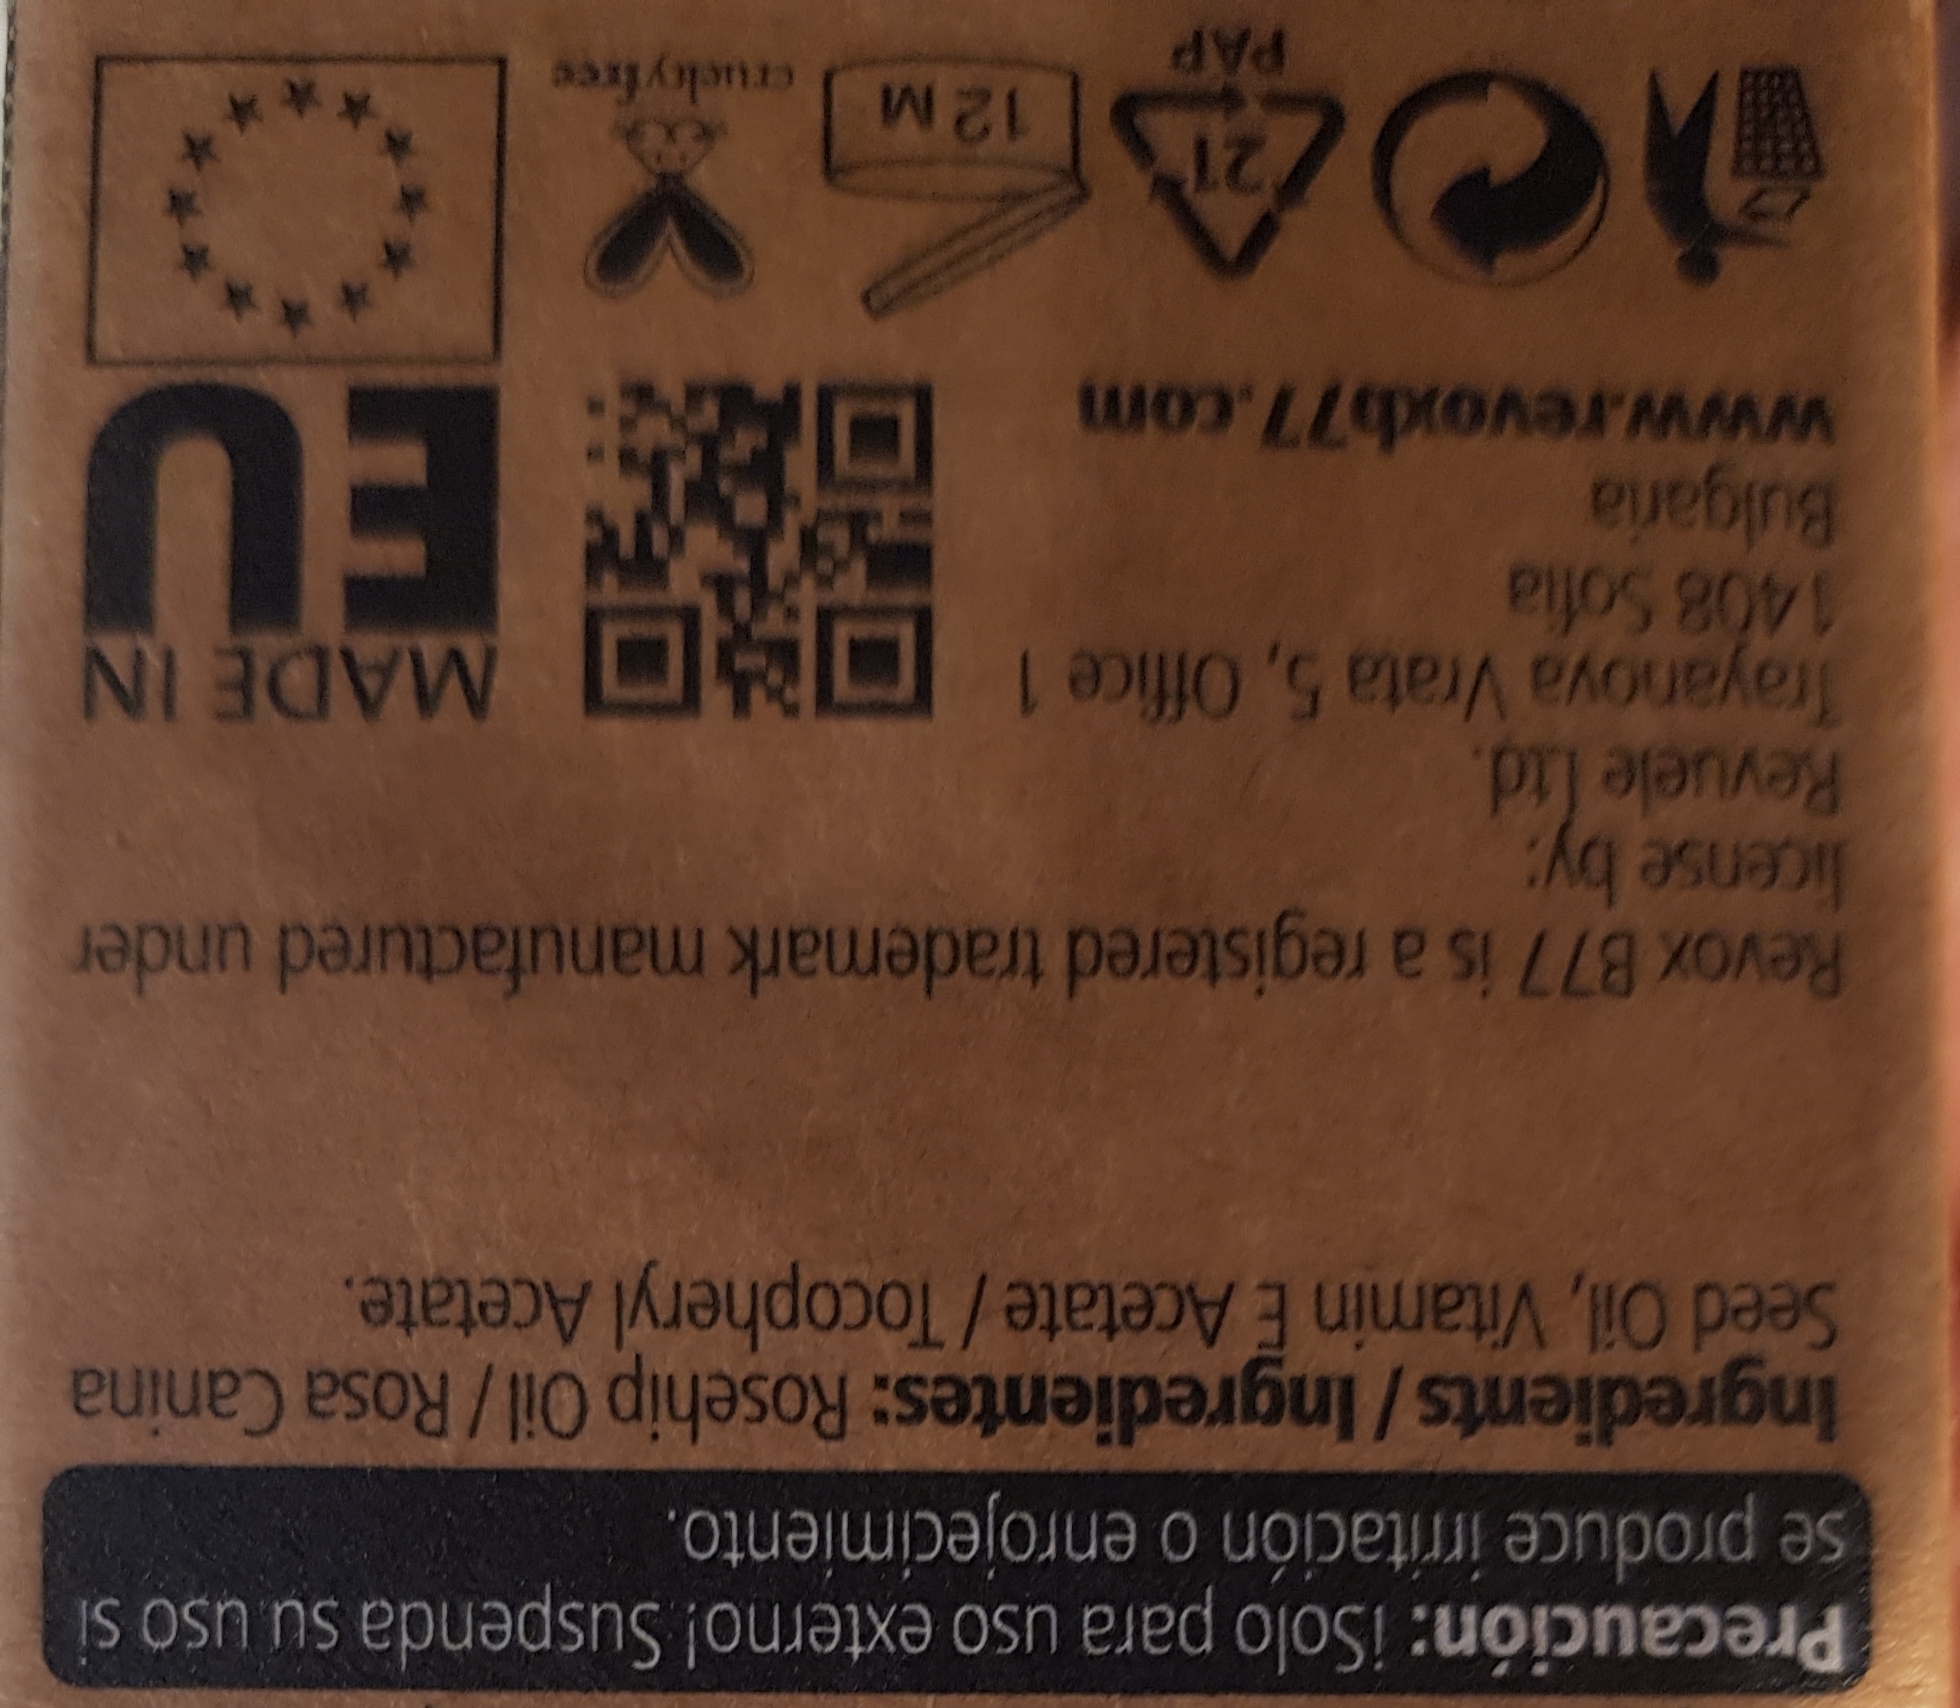 Precaución: ¡Solo para uso externo! Suspenda su uso si
se produce irritación o enrojecimiento.
Ingredients / Ingredientes: Rosehip Oil / Rosa Canina
Seed Oil, Vitamin E Acetate / Tocopheryl Acetate.
Revox B77 is a registered trademark manufactured under
license by:
Revuele Ltd.
Trayanova Vrata 5, Office 1
1408 Sofia
Bulgaria
www.revoxb77.com
MADE IN
EU
21
PAP
12 M
crueltyfree